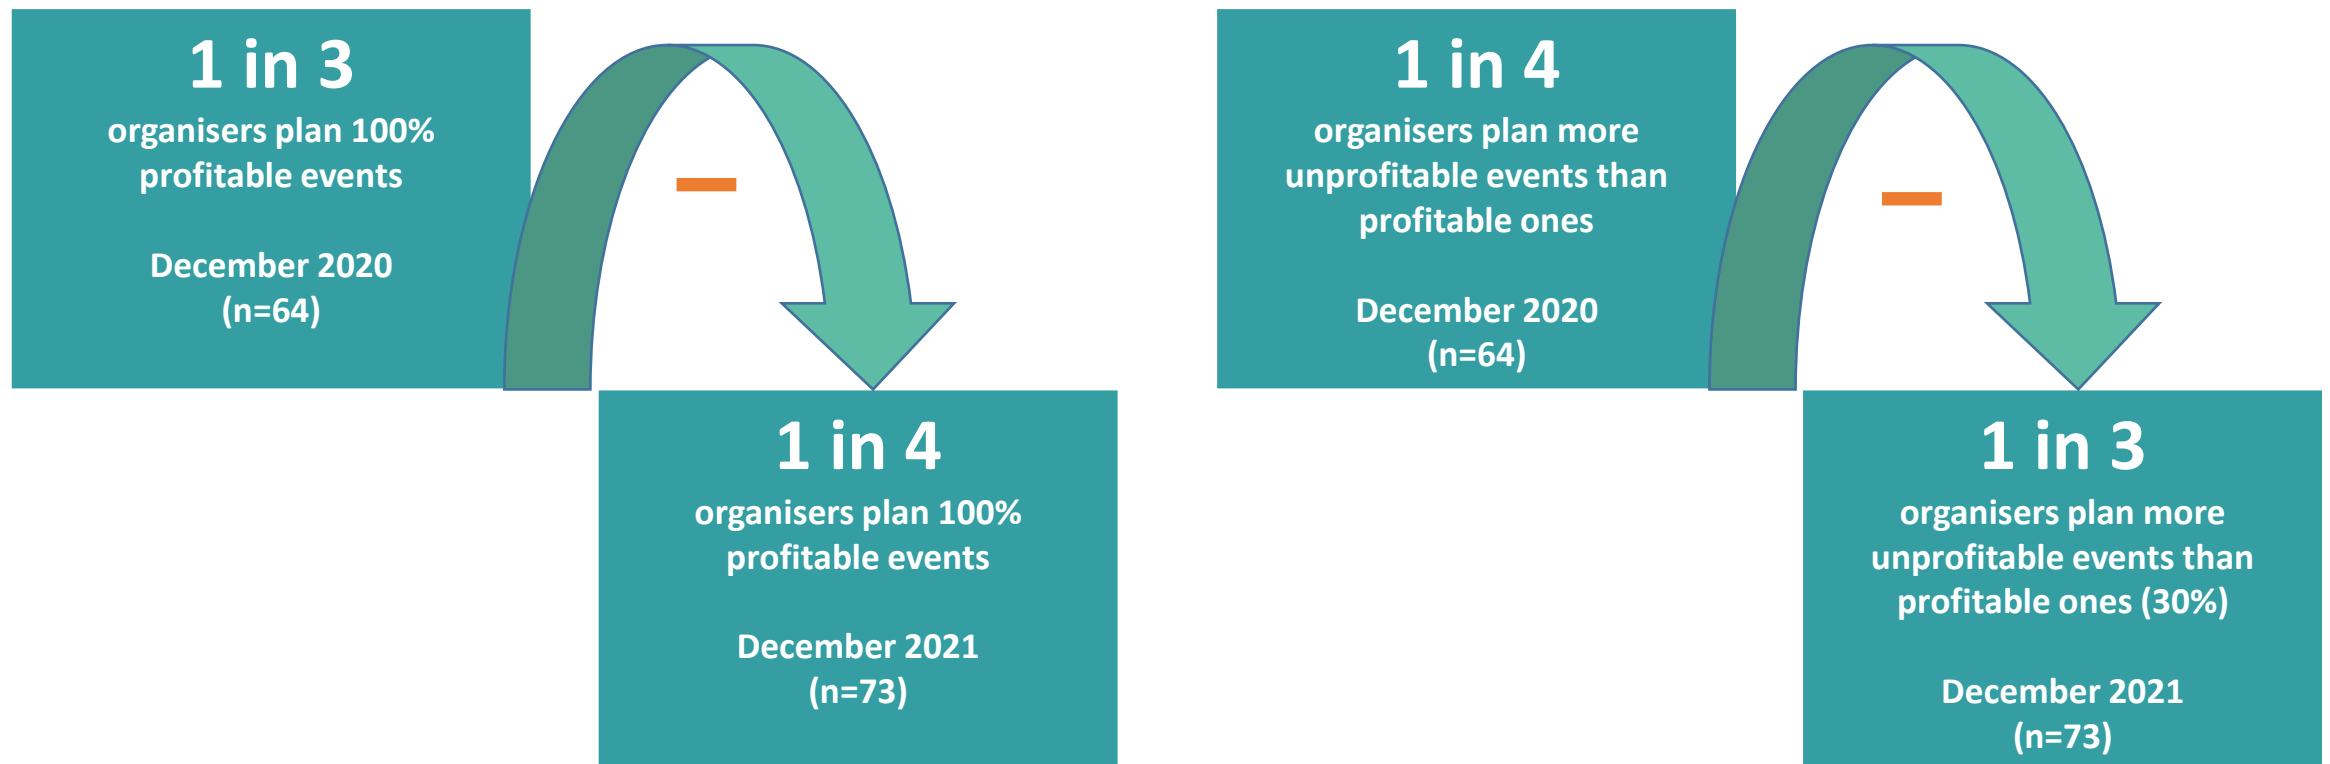 1 in 3
organisers plan 100%
profitable events
December 2020
(n=64)
1 in 4
organisers plan 100%
profitable events
December 2021
(n=73)
1 in 4
organisers plan more
unprofitable events than
profitable ones
December 2020
(n=64)
1 in 3
organisers plan more
unprofitable events than
profitable ones (30%)
December 2021
(n=73)